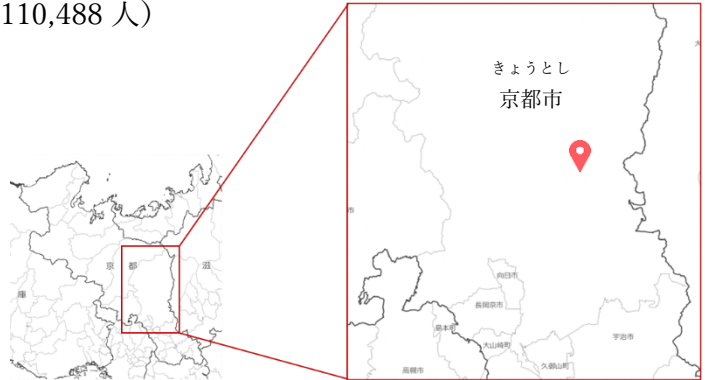 110,488 人）
きょうとし
京都市
京 都
滋
庫
市
向日市
長岡京市
島本町
大山崎町
宇治市
久御山町
高槻市